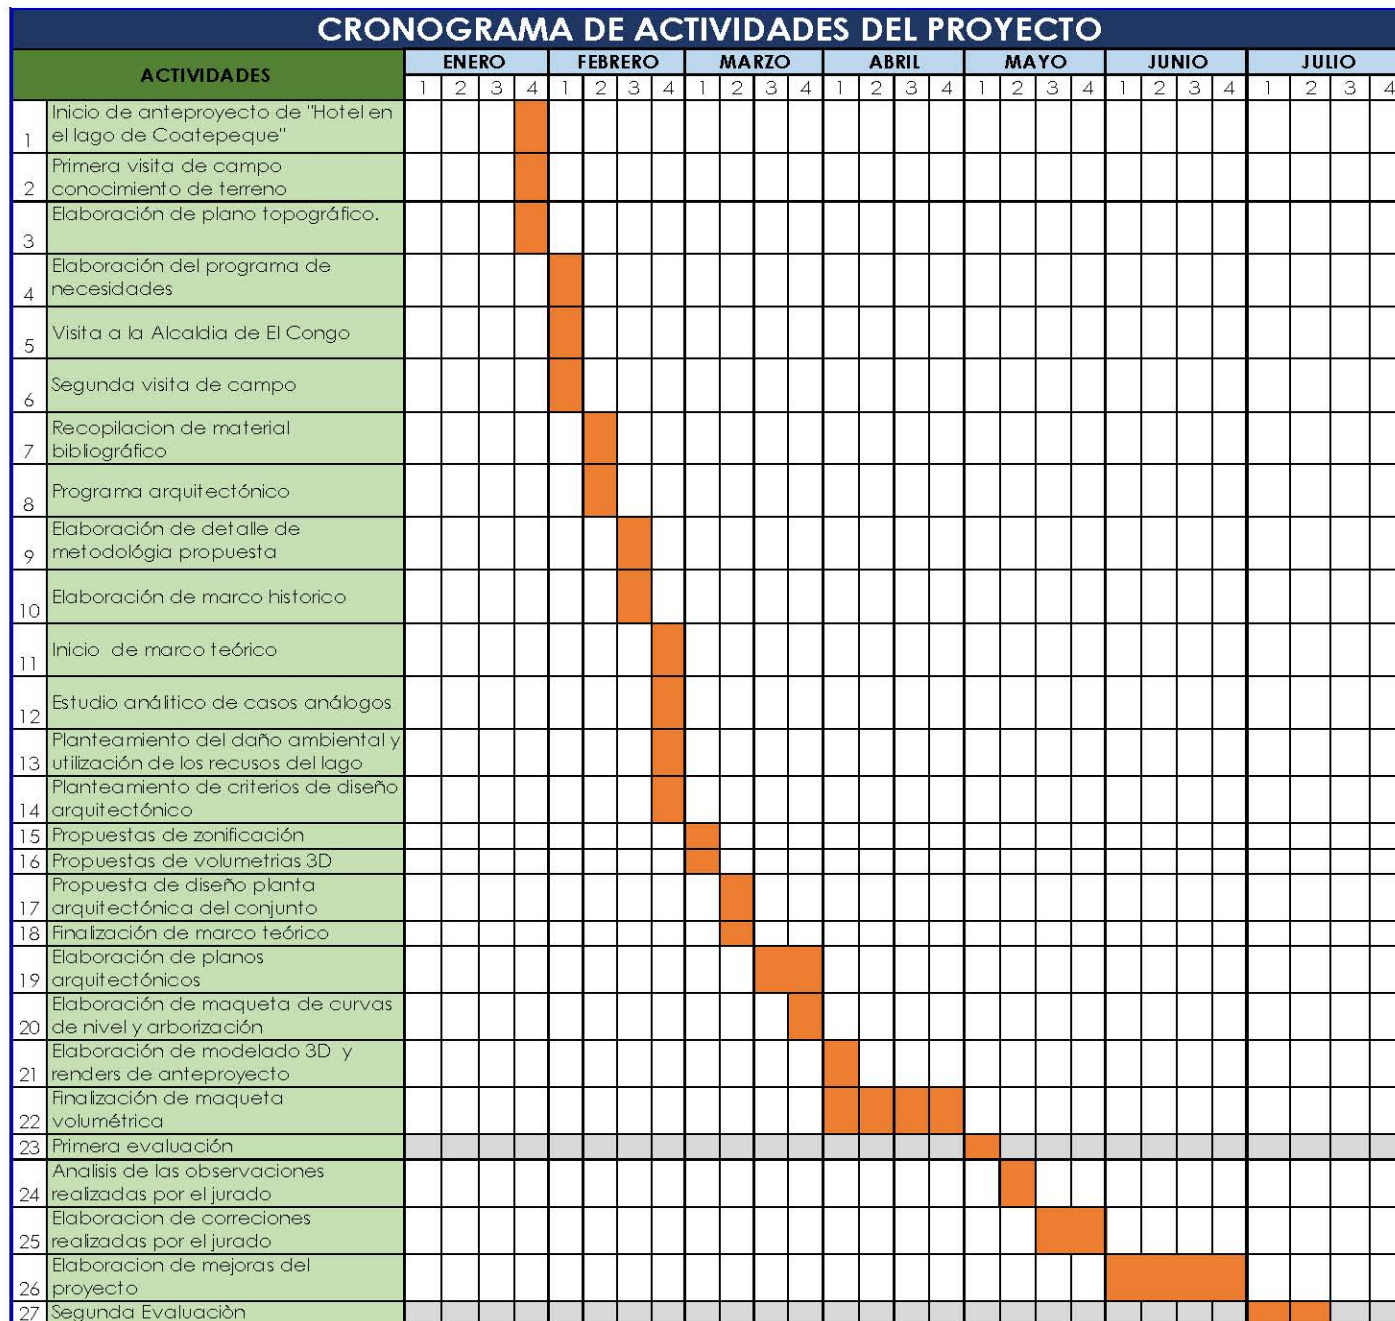 CRONOGRAMA DE ACTIVIDADES DEL PROYECTO
ACTIVIDADES
ENERO FEBRERO MARZO ABRIL MAYO JUNIO JULIO
1 2 3 4 1 2 3 4 1 2 3 4 1 2 3 4 1 2 3 4 1 2 3 4 1 2 3 4
1 Inicio de anteproyecto de "Hotel en
el lago de Coatepeque"
2 Primera visita de campo
conocimiento de terreno
3 Elaboración de plano topográfico.
4 Elaboración del programa de
necesidades
5 Visita a la Alcaldia de El Congo
6 Segunda visita de campo
7 Recopilacion de material
bibliográfico
8 Programa arquitectónico
9 Elaboración de detalle de
metodológia propuesta
10 Elaboración de marco historico
11 Inicio de marco teórico
12 Estudio análitico de casos análogos
13 Planteamiento del daño ambiental y
utilización de los recusos del lago
14 Planteamiento de criterios de diseño
arquitectónico
15 Propuestas de zonificación
16 Propuestas de volumetrias 3D
17 Propuesta de diseño planta
arquitectónica del conjunto
18 Finalización de marco teórico
19 Elaboración de planos
arquitectónicos
20 Elaboración de maqueta de curvas
de nivel y arborización
21 Elaboración de modelado 3D y
renders de anteproyecto
22 Finalización de maqueta
volumétrica
23 Primera evaluación
24 Analisis de las observaciones
realizadas por el jurado
25 Elaboracion de correciones
realizadas por el jurado
26 Elaboracion de mejoras del
proyecto
27 Segunda Evaluaciòn